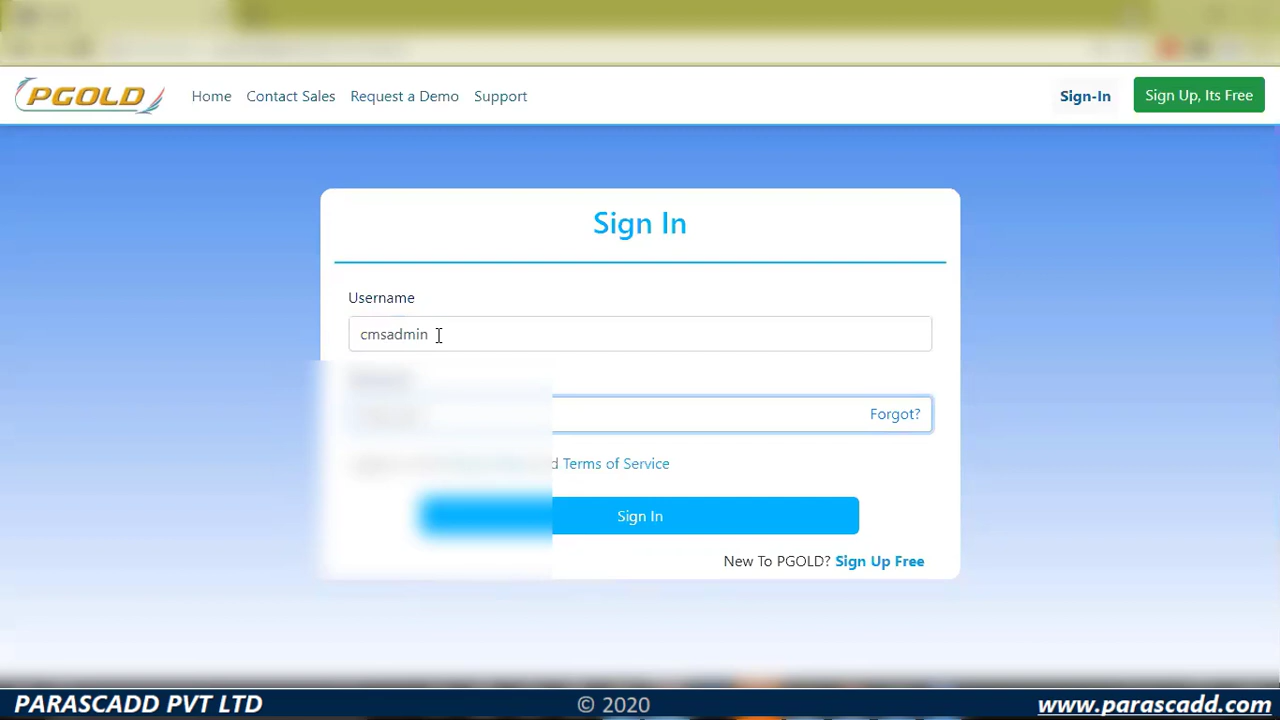 PGOLD Home Contact Sales Request a Demo Support Sign-In Sign Up, Its Free
Sign In
Username
cmsadmin
Forgot?
Terms of Service
Sign In
New To PGOLD? Sign Up Free
PARASCADD PVT LTD © 2020 www.parascadd.com